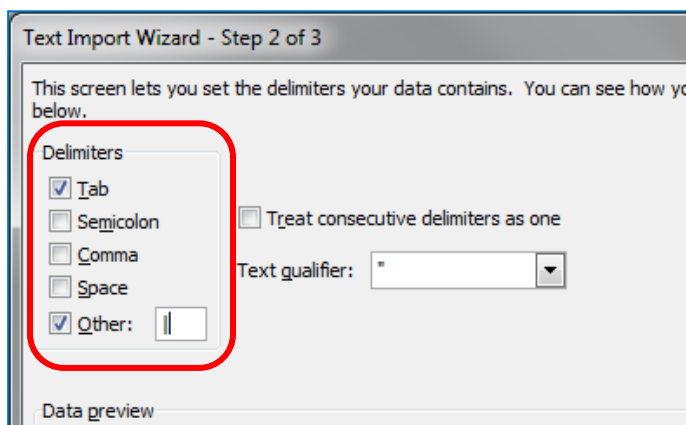 Text Import Wizard - Step 2 of 3
This screen lets you set the delimiters your data contains.  You can see how yo
below.
Delimiters
Tab
Semicolon
Treat consecutive delimiters as one
Comma
Text qualifier: "
Space
Other: |
Data preview